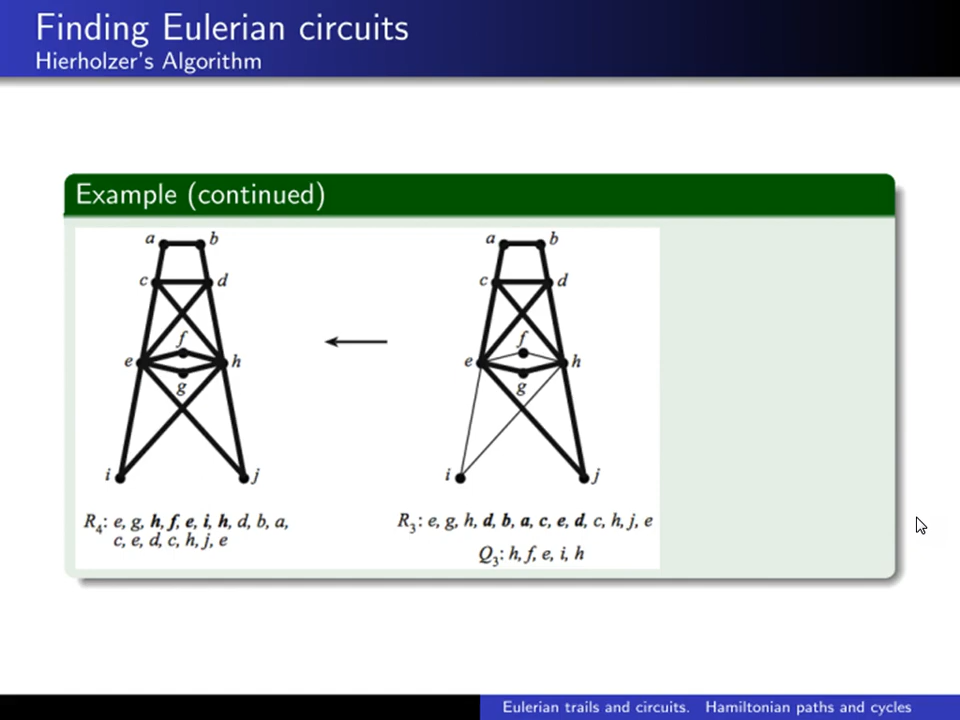 Finding Eulerian circuits
Hierholzer's Algorithm
Example (continued)
a b
c d
f
e h
g
i j
R4: e, g, h, f, e, i, h, d, b, a,
c, e, d, c, h, j, e
a b
c d
f
e h
g
i j
R3: e, g, h, d, b, a, c, e, d, c, h, j, e
Q3: h, f, e, i, h
Eulerian trails and circuits. Hamiltonian paths and cycles